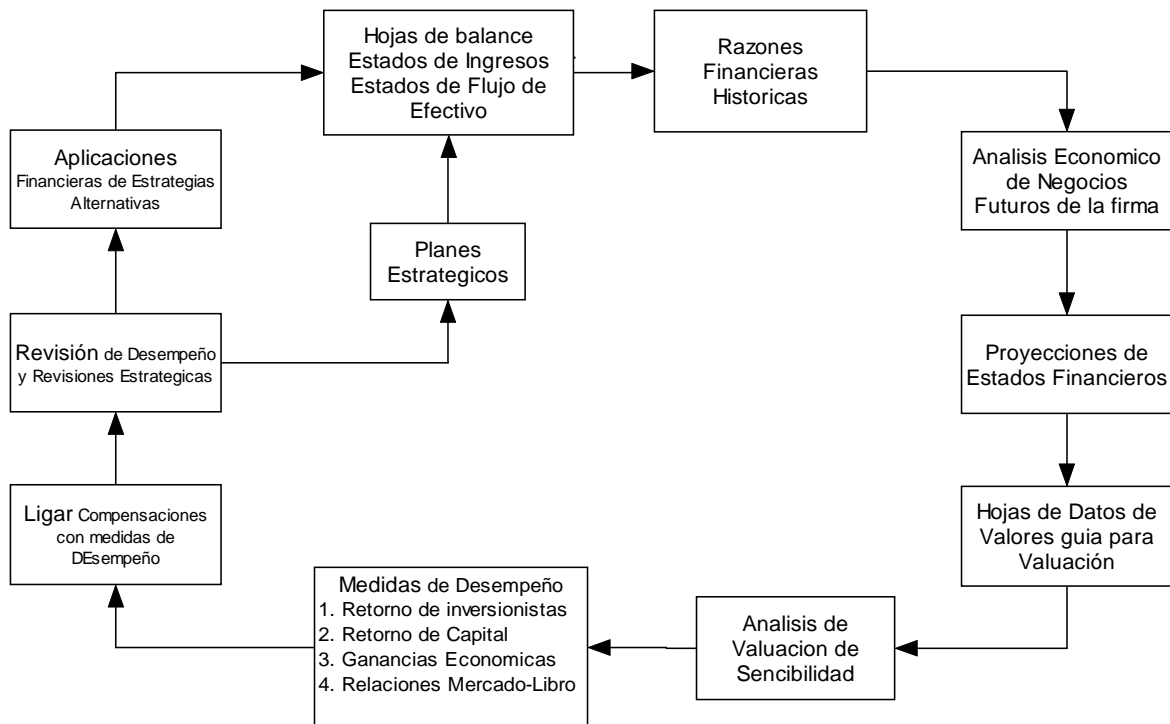 Hojas de balance
Estados de Ingresos
Estados de Flujo de
Efectivo
Razones
Financieras
Historicas
Aplicaciones
Financieras de Estrategias
Alternativas
Analisis Economico
de Negocios
Futuros de la firma
Planes
Estrategicos
Revisión de Desempeño
y Revisiones Estrategicas
Proyecciones de
Estados Financieros
Ligar Compensaciones
con medidas de
DEsempeño
Hojas de Datos de
Valores guia para
Valuación
Medidas de Desempeño
1. Retorno de inversionistas
2. Retorno de Capital
3. Ganancias Economicas
4. Relaciones Mercado-Libro
Analisis de
Valuacion de
Sencibilidad